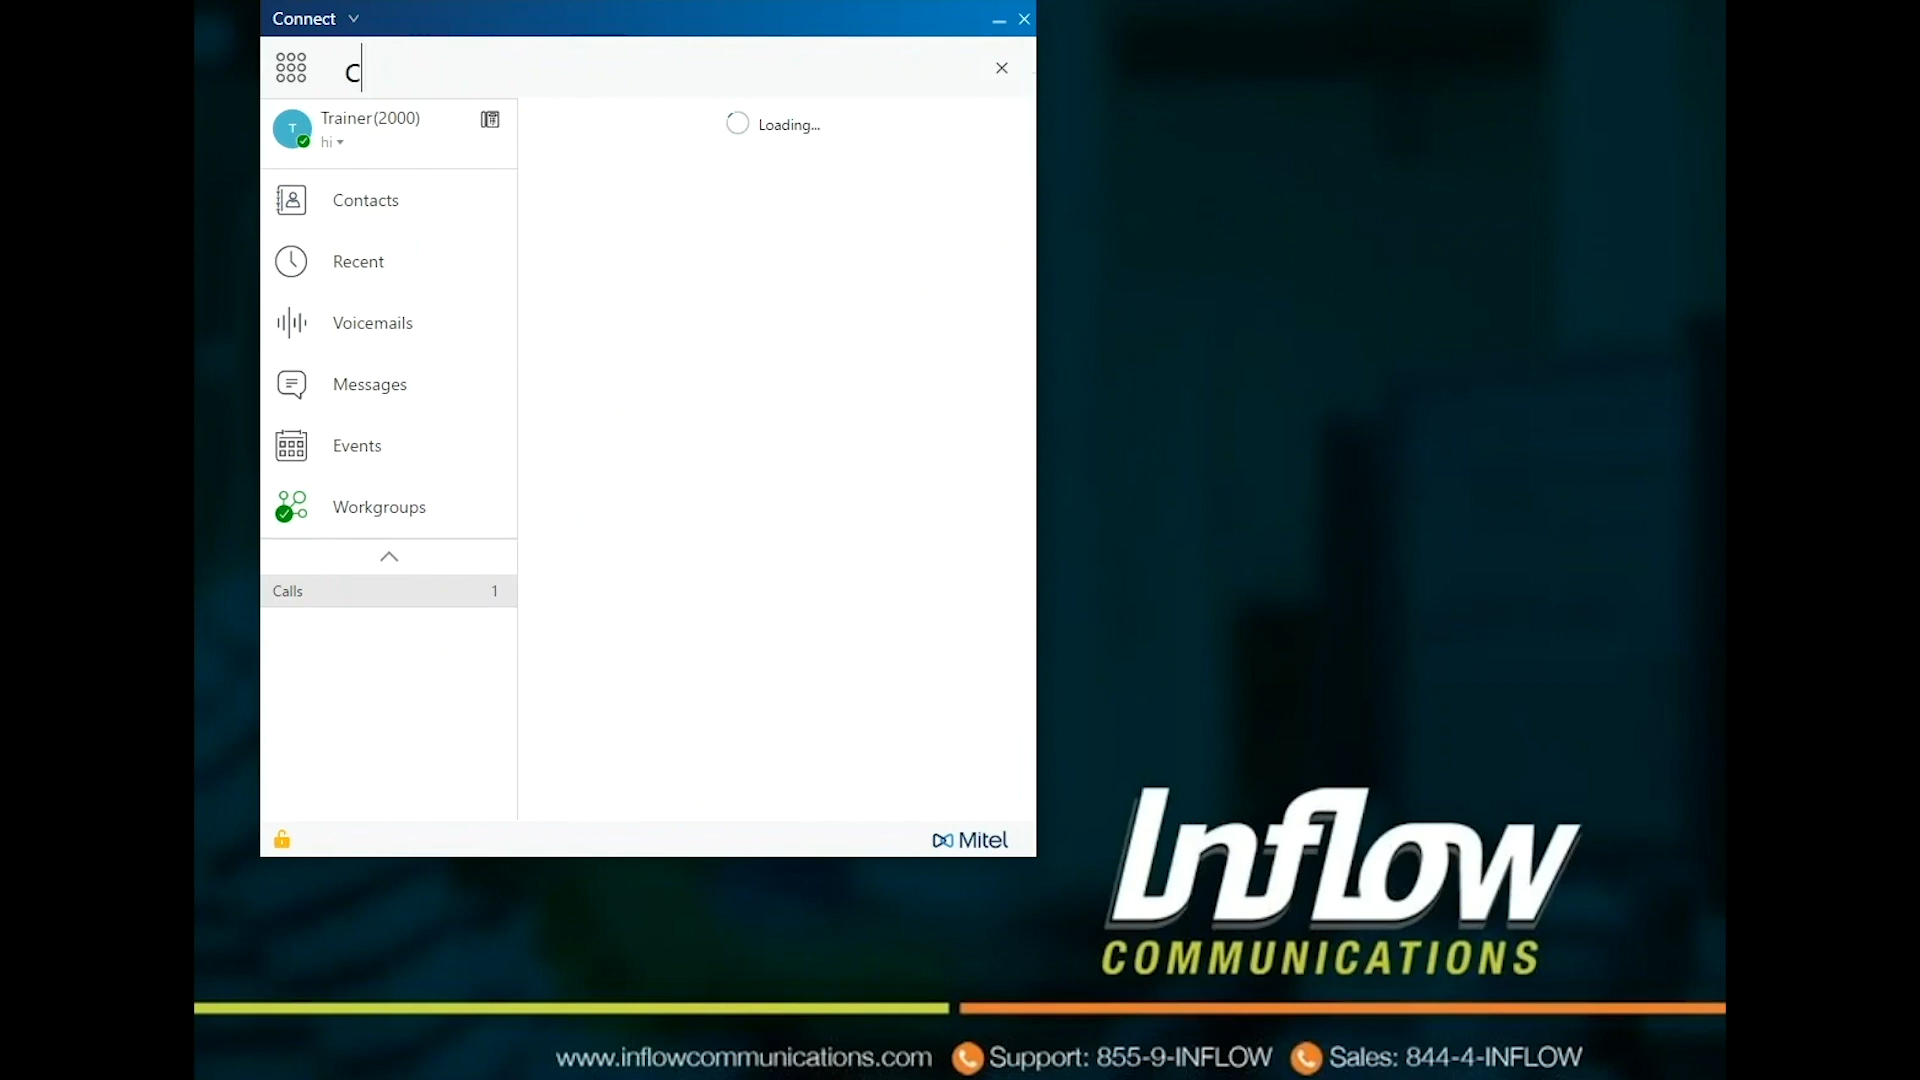 Connect
C
Trainer(2000)
T
hi
Loading...
Contacts
Recent
Voicemails
Messages
Events
Workgroups
Calls 1
Mitel
Inflow
COMMUNICATIONS
www.inflowcommunications.com Support: 855-9-INFLOW Sales: 844-4-INFLOW